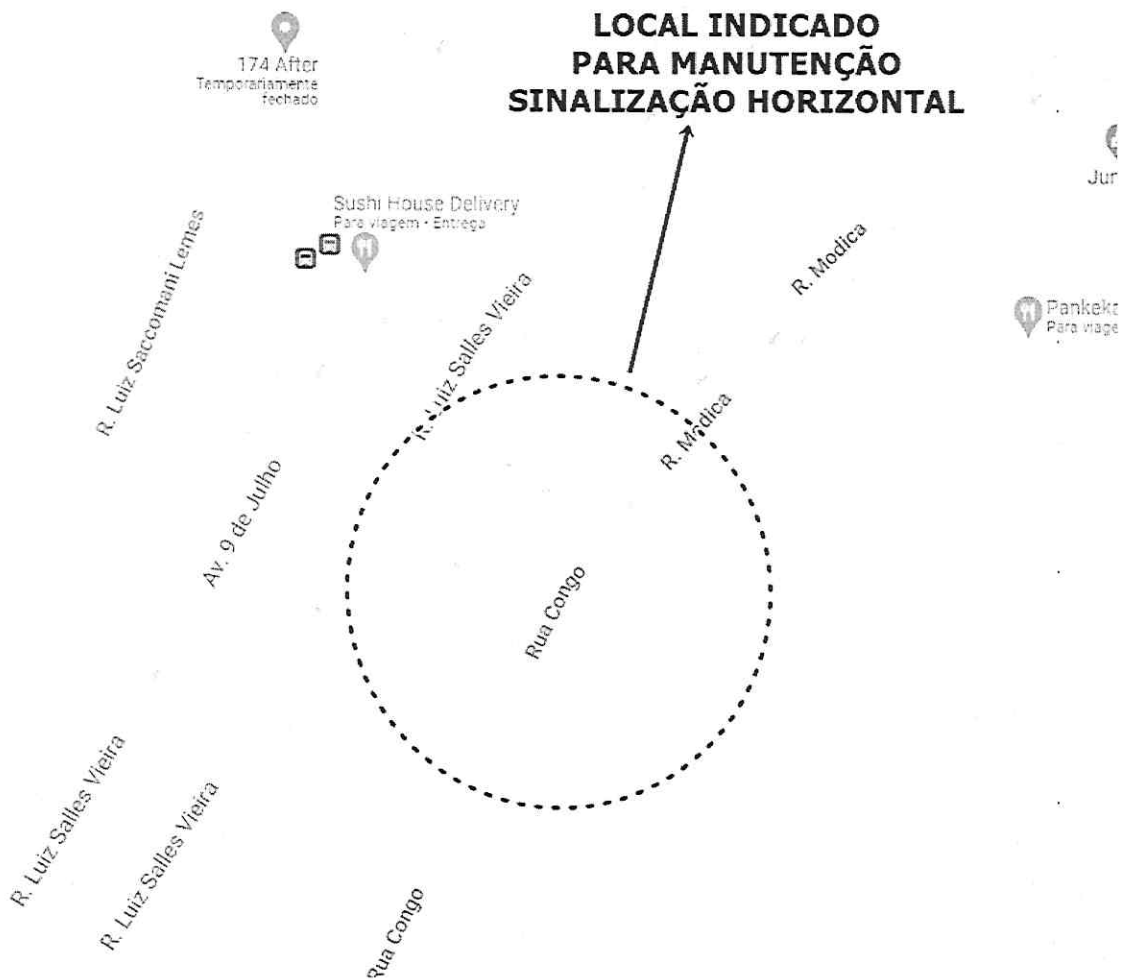 LOCAL INDICADO
PARA MANUTENÇÃO
SINALIZAÇÃO HORIZONTAL
174 After
Temporariamente
fechado
Jur
Sushi House Delivery
Para viagem - Entrega
R. Luiz Saccomani Lemes
R. Luiz Salles Vieira
R. Modica
Pankeka
Para viage
R. Modica
Av. 9 de Julho
Rua Congo
R. Luiz Salles Vieira
R. Luiz Salles Vieira
Rua Congo